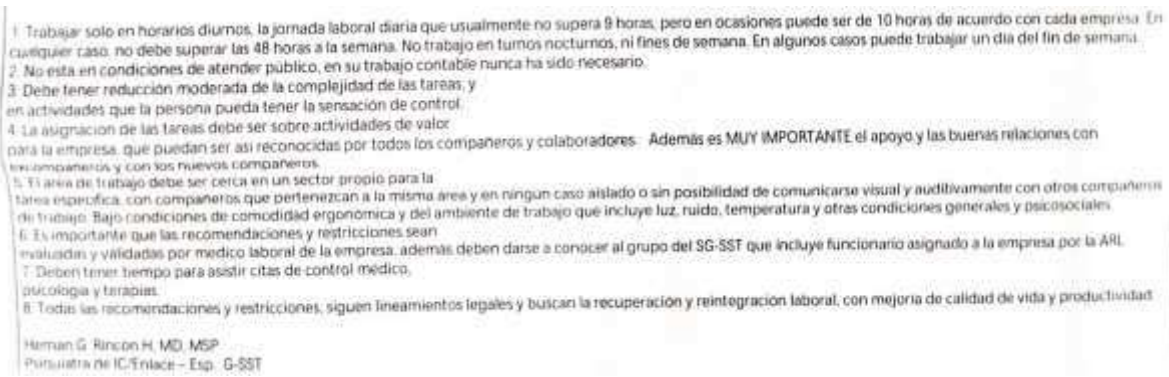 1. Trabajar solo en horarios diurnos, la jornada laboral diaria que usualmente no supera 9 horas, pero en ocasiones puede ser de 10 horas de acuerdo con cada empresa. En
cualquier caso, no debe superar las 48 horas a la semana. No trabajo en turnos nocturnos, ni fines de semana. En algunos casos puede trabajar un dia del fin de semana.
2. No esta en condiciones de atender público, en su trabajo contable nunca ha sido necesario.
3. Debe tener reducción moderada de la complejidad de las tareas, y
en actividades que la persona pueda tener la sensación de control.
4. La asignación de las tareas debe ser sobre actividades de valor
para la empresa, que puedan ser asi reconocidas por todos los compañeros y colaboradores. Además es MUY IMPORTANTE el apoyo y las buenas relaciones con
excompañeros y con los nuevos compañeros.
5. El area de trabajo debe ser cerca en un sector propio para la
tarea especifica, con compañeros que pertenezcan a la misma area y en ningun caso aislado o sin posibilidad de comunicarse visual y auditivamente con otros compañeros
de trabajo. Bajo condiciones de comodidad ergonomica y del ambiente de trabajo que incluye luz, ruido, temperatura y otras condiciones generales y psicosociales.
6. Es importante que las recomendaciones y restricciones sean
evaluadas y validadas por medico laboral de la empresa, además deben darse a conocer al grupo del SG-SST que incluye funcionario asignado a la empresa por la ARL.
7. Deben tener tiempo para asistir citas de control médico,
psicologia y terapias.
8. Todas las recomendaciones y restricciones, siguen lineamientos legales y buscan la recuperación y reintegración laboral, con mejoria de calidad de vida y productividad.
Hernan G. Rincon H, MD, MSP
Psiquiatra de IC/Enlace - Esp. G-SST